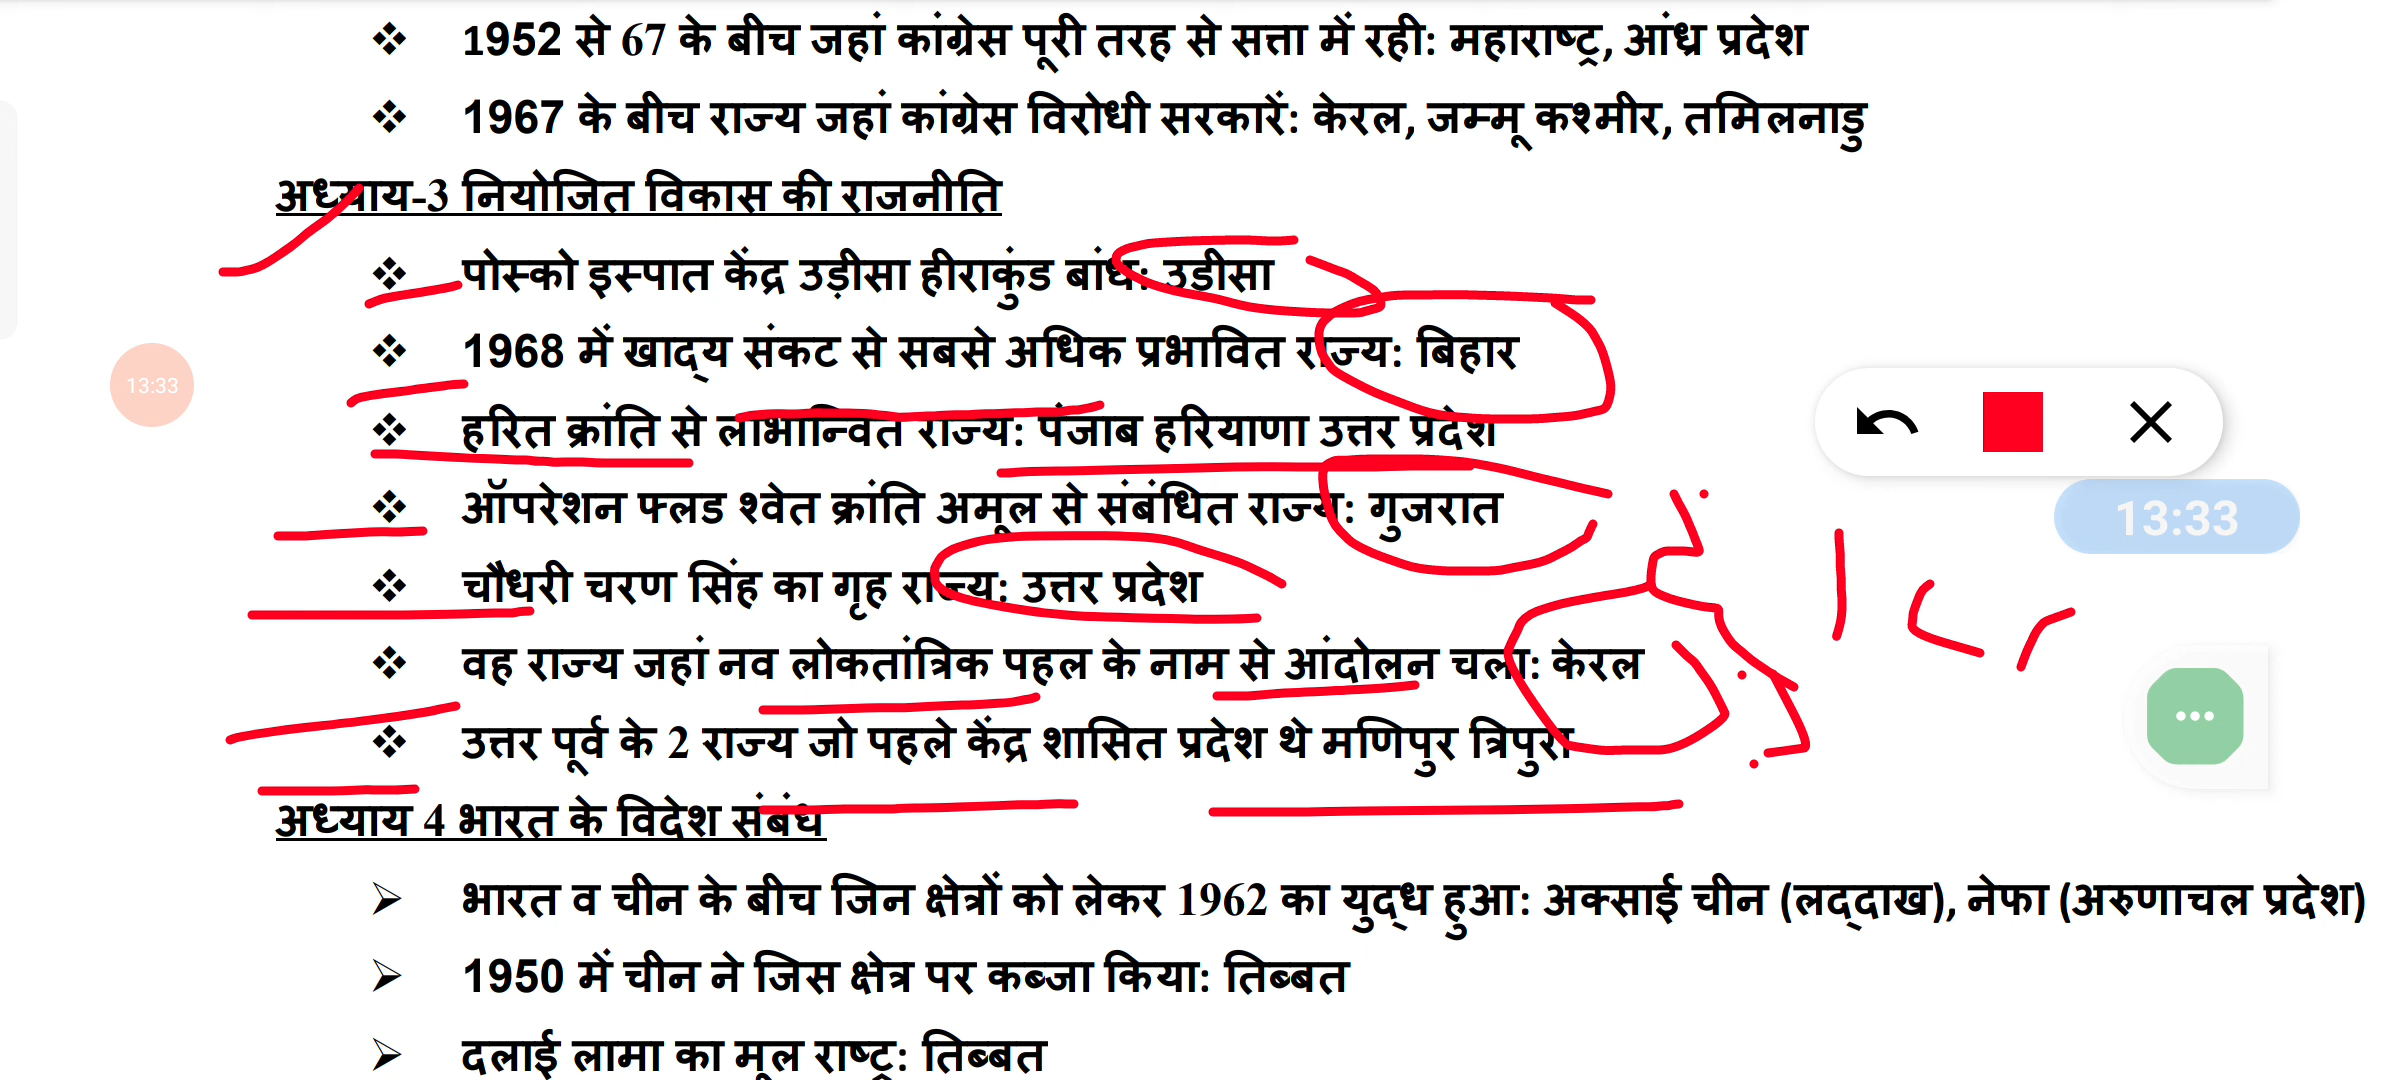 ❖ 1952 से 67 के बीच जहां कांग्रेस पूरी तरह से सत्ता में रही: महाराष्ट्र, आंध्र प्रदेश
❖ 1967 के बीच राज्य जहां कांग्रेस विरोधी सरकारें: केरल, जम्मू कश्मीर, तमिलनाडु
अध्याय-3 नियोजित विकास की राजनीति
❖ पोस्को इस्पात केंद्र उड़ीसा हीराकुंड बांध: उडीसा
❖ 1968 में खाद्य संकट से सबसे अधिक प्रभावित राज्य: बिहार
13:33
❖ हरित क्रांति से लाभान्वित राज्य: पंजाब हरियाणा उत्तर प्रदेश
❖ ऑपरेशन फ्लड श्वेत क्रांति अमूल से संबंधित राज्य: गुजरात
13:33
❖ चौधरी चरण सिंह का गृह राज्य: उत्तर प्रदेश
❖ वह राज्य जहां नव लोकतांत्रिक पहल के नाम से आंदोलन चला: केरल
❖ उत्तर पूर्व के 2 राज्य जो पहले केंद्र शासित प्रदेश थे मणिपुर त्रिपुरा
अध्याय 4 भारत के विदेश संबंध
➢ भारत व चीन के बीच जिन क्षेत्रों को लेकर 1962 का युद्ध हुआ: अक्साई चीन (लद्दाख), नेफा (अरुणाचल प्रदेश)
➢ 1950 में चीन ने जिस क्षेत्र पर कब्जा किया: तिब्बत
➢ दलाई लामा का मूल राष्ट्र: तिब्बत